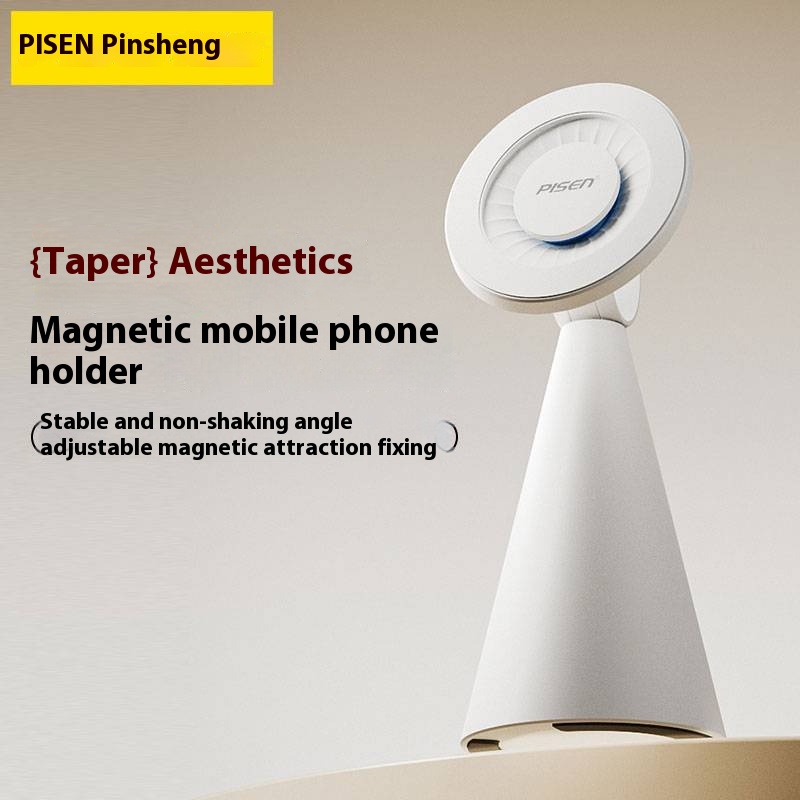 PISEN Pinsheng
PISEN
{Taper} Aesthetics
Magnetic mobile phone
holder
Stable and non-shaking angle
adjustable magnetic attraction fixing